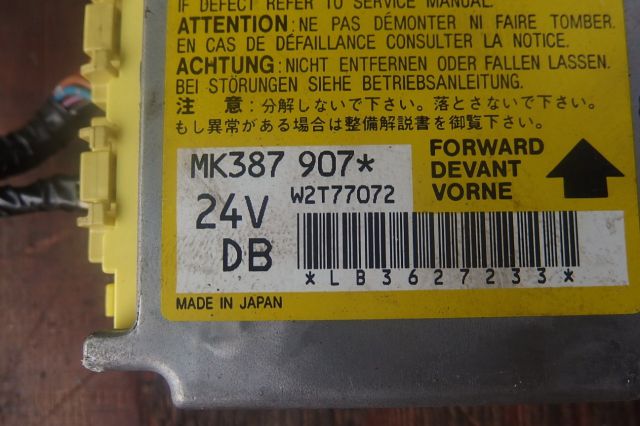 IF DEFECT REFER TO SERVICE MANUAL.
ATTENTION: NE PAS DÉMONTER NI FAIRE TOMBER.
EN CAS DE DÉFAILLANCE CONSULTER LA NOTICE.
ACHTUNG: NICHT ENTFERNEN ODER FALLEN LASSEN.
BEI STÖRUNGEN SIEHE BETRIEBSANLEITUNG.
注 意:分解しないで下さい。落とさないで下さい。
もし異常がある場合は整備解説書を御覧下さい。
MK387 907*
W2T77072
24V
DB
FORWARD
DEVANT
VORNE
*LB3627233*
MADE IN JAPAN